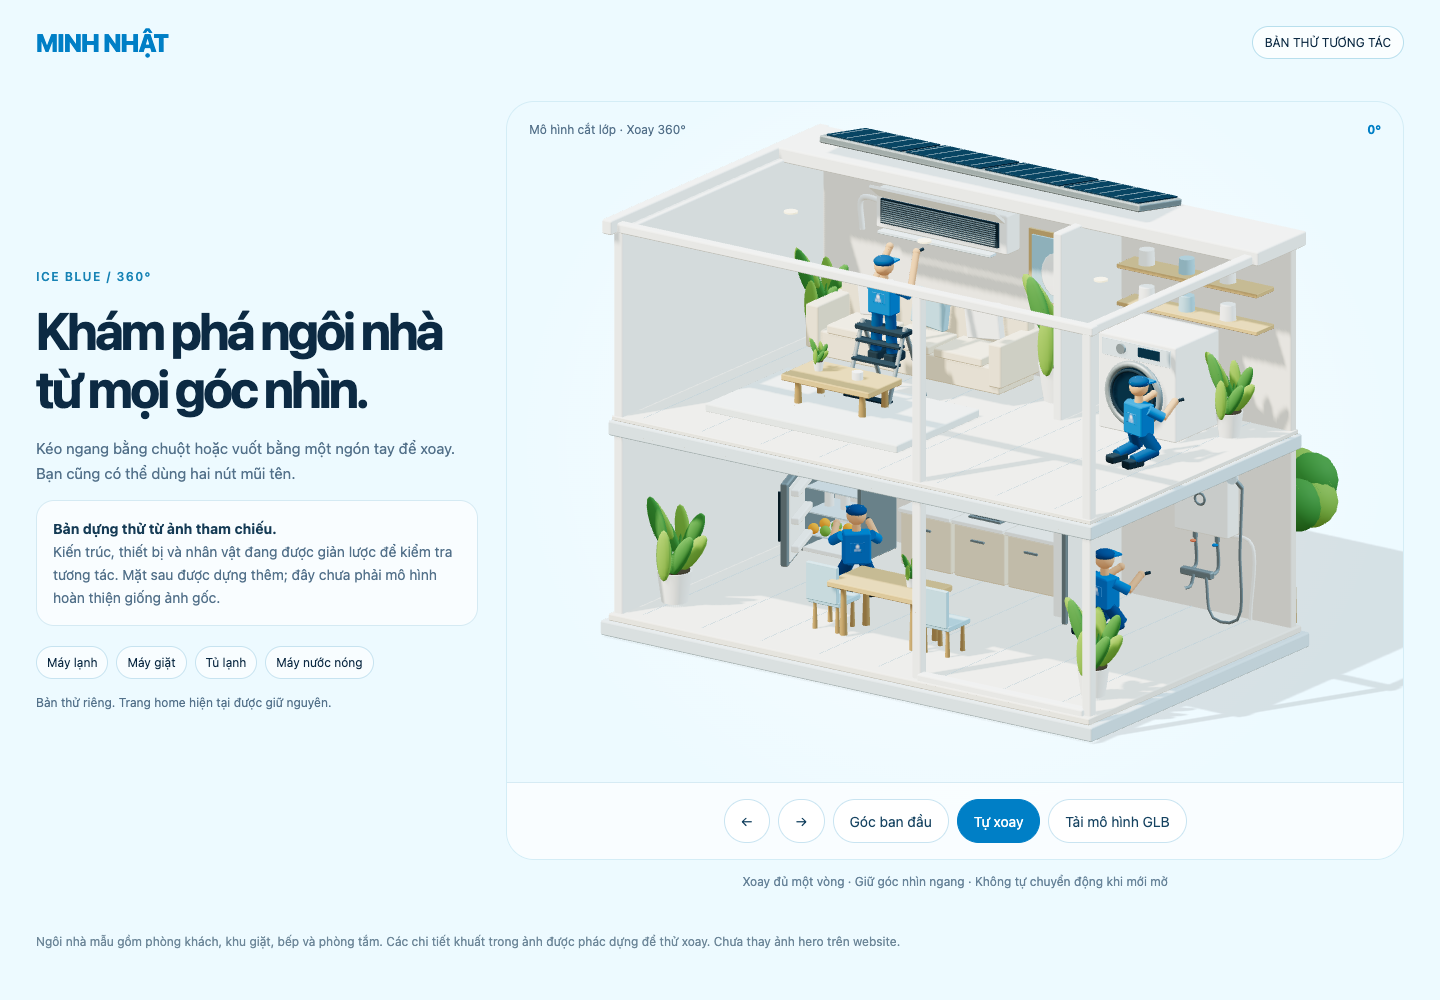 MINH NHẬT
BẢN THỬ TƯƠNG TÁC
Mô hình cắt lớp · Xoay 360°
0°
ICE BLUE / 360°
Khám phá ngôi nhà
từ mọi góc nhìn.
Kéo ngang bằng chuột hoặc vuốt bằng một ngón tay để xoay.
Bạn cũng có thể dùng hai nút mũi tên.
Bản dựng thử từ ảnh tham chiếu.
Kiến trúc, thiết bị và nhân vật đang được giản lược để kiểm tra
tương tác. Mặt sau được dựng thêm; đây chưa phải mô hình
hoàn thiện giống ảnh gốc.
Máy lạnh
Máy giặt
Tủ lạnh
Máy nước nóng
Bản thử riêng. Trang home hiện tại được giữ nguyên.
← → Góc ban đầu Tự xoay Tải mô hình GLB
Xoay đủ một vòng · Giữ góc nhìn ngang · Không tự chuyển động khi mới mở
Ngôi nhà mẫu gồm phòng khách, khu giặt, bếp và phòng tắm. Các chi tiết khuất trong ảnh được phác dựng để thử xoay. Chưa thay ảnh hero trên website.